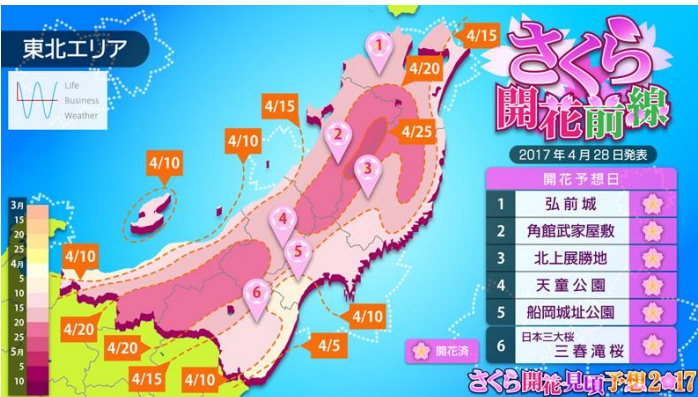 東北エリア
Life
Business
Weather
さくら
開花前線
2017年4月28日発表
開花予想日
1 弘前城
2 角館武家屋敷
3 北上展勝地
4 天童公園
5 船岡城址公園
6 日本三大桜
三春滝桜
開花済
さくら開花見頃予想2017
4/15
4/20
4/25
4/15
4/10
4/10
4/10
4/20
4/20
4/15
4/10
4/5
4/10
1
2
3
4
5
6
3月
15
20
25
4月
5
10
15
20
25
5月
5
10